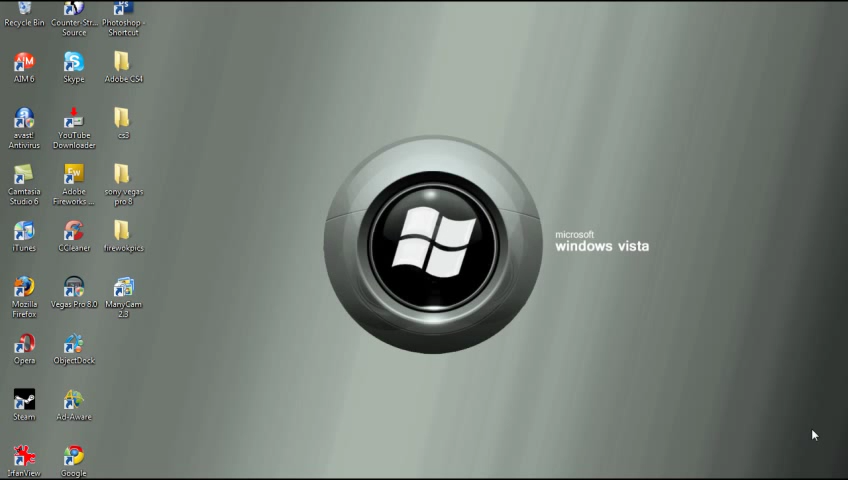 Recycle Bin
Counter-Str...
Source
Photoshop -
Shortcut
AIM 6
Skype
Adobe CS4
avast!
Antivirus
YouTube
Downloader
cs3
Camtasia
Studio 6
Adobe
Fireworks ...
sony vegas
pro 8
iTunes
CCleaner
firewokpics
Mozilla
Firefox
Vegas Pro 8.0
ManyCam
2.3
Opera
ObjectDock
Steam
Ad-Aware
IrfanView
Google
microsoft
windows vista